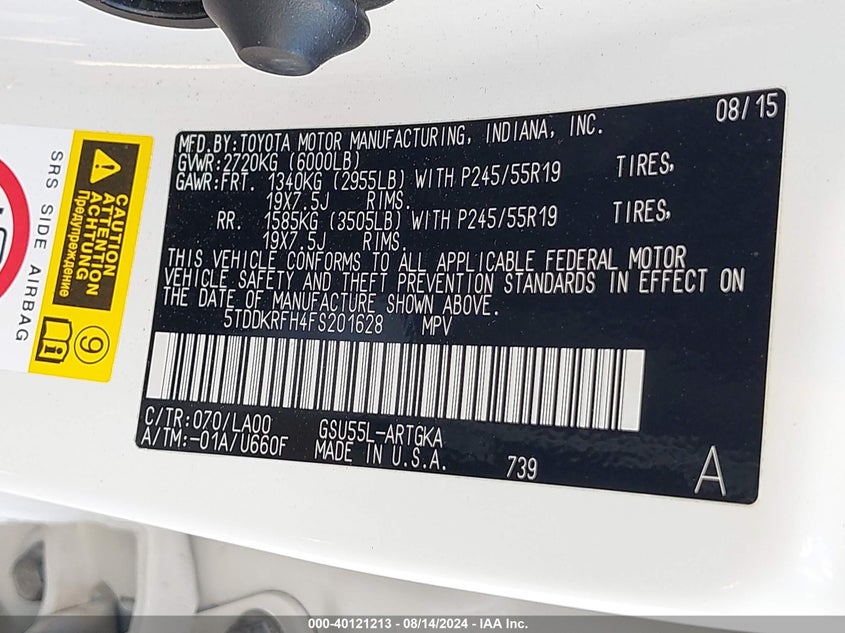 08/15
MFD.BY:TOYOTA MOTOR MANUFACTURING, INDIANA, INC.
GVWR:2720KG (6000LB)
GAWR:FRT. 1340KG (2955LB) WITH P245/55R19 TIRES,
19X7.5J RIMS.
RR. 1585KG (3505LB) WITH P245/55R19 TIRES,
19X7.5J RIMS.
THIS VEHICLE CONFORMS TO ALL APPLICABLE FEDERAL MOTOR
VEHICLE SAFETY AND THEFT PREVENTION STANDARDS IN EFFECT ON
THE DATE OF MANUFACTURE SHOWN ABOVE.
5TDDKRFH4FS201628 MPV
C/TR:070/LA00 GSU55L-ARTGKA
A/TM:-01A/U660F MADE IN U.S.A. 739 A
SRS SIDE AIRBAG
CAUTION
ATTENTION
ACHTUNG
Предупреждение
9
000-40121213 - 08/14/2024 - IAA Inc.